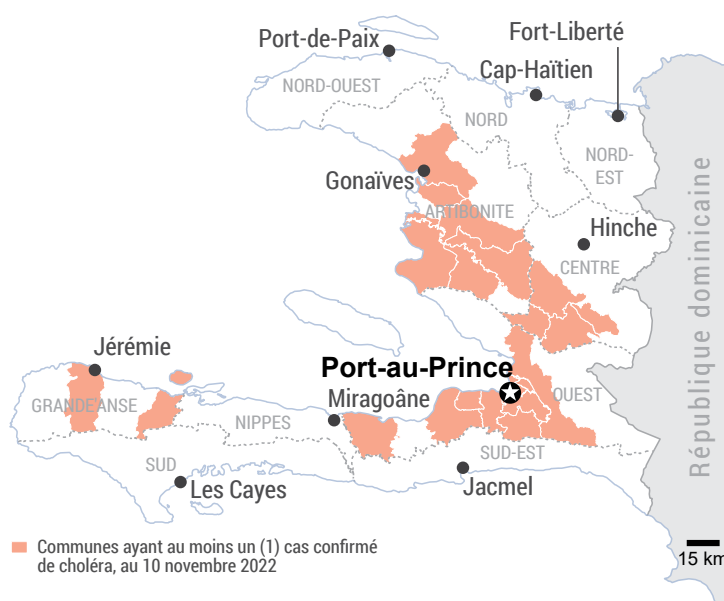 Port-de-Paix
Fort-Liberté
Cap-Haïtien
NORD-OUEST
NORD
NORD-
EST
Gonaïves
ARTIBONITE
Hinche
CENTRE
République dominicaine
Jérémie
Port-au-Prince
GRANDE'ANSE
Miragoâne
OUEST
NIPPES
SUD-EST
SUD
Les Cayes
Jacmel
Communes ayant au moins un (1) cas confirmé
de choléra, au 10 novembre 2022
15 km